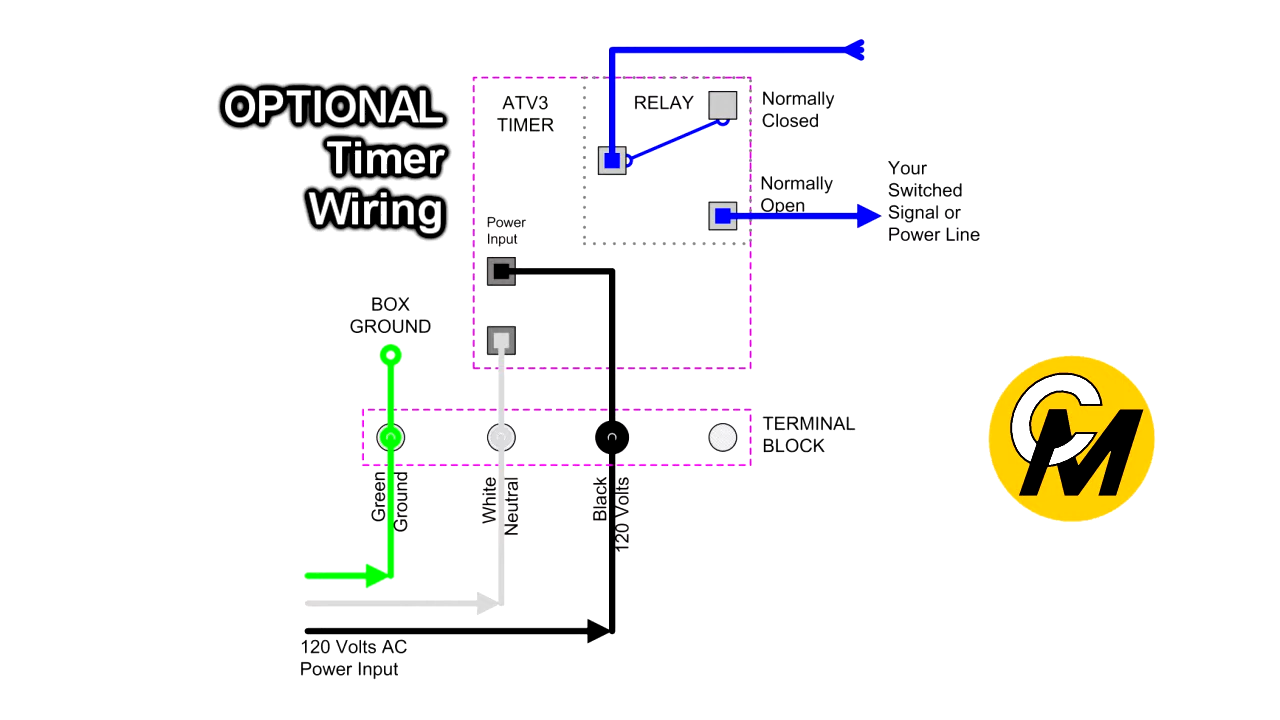 OPTIONAL
Timer
Wiring
ATV3
TIMER
RELAY
Normally
Closed
Normally
Open
Your
Switched
Signal or
Power Line
Power
Input
BOX
GROUND
TERMINAL
BLOCK
Green
Ground
White
Neutral
Black
120 Volts
120 Volts AC
Power Input
CM